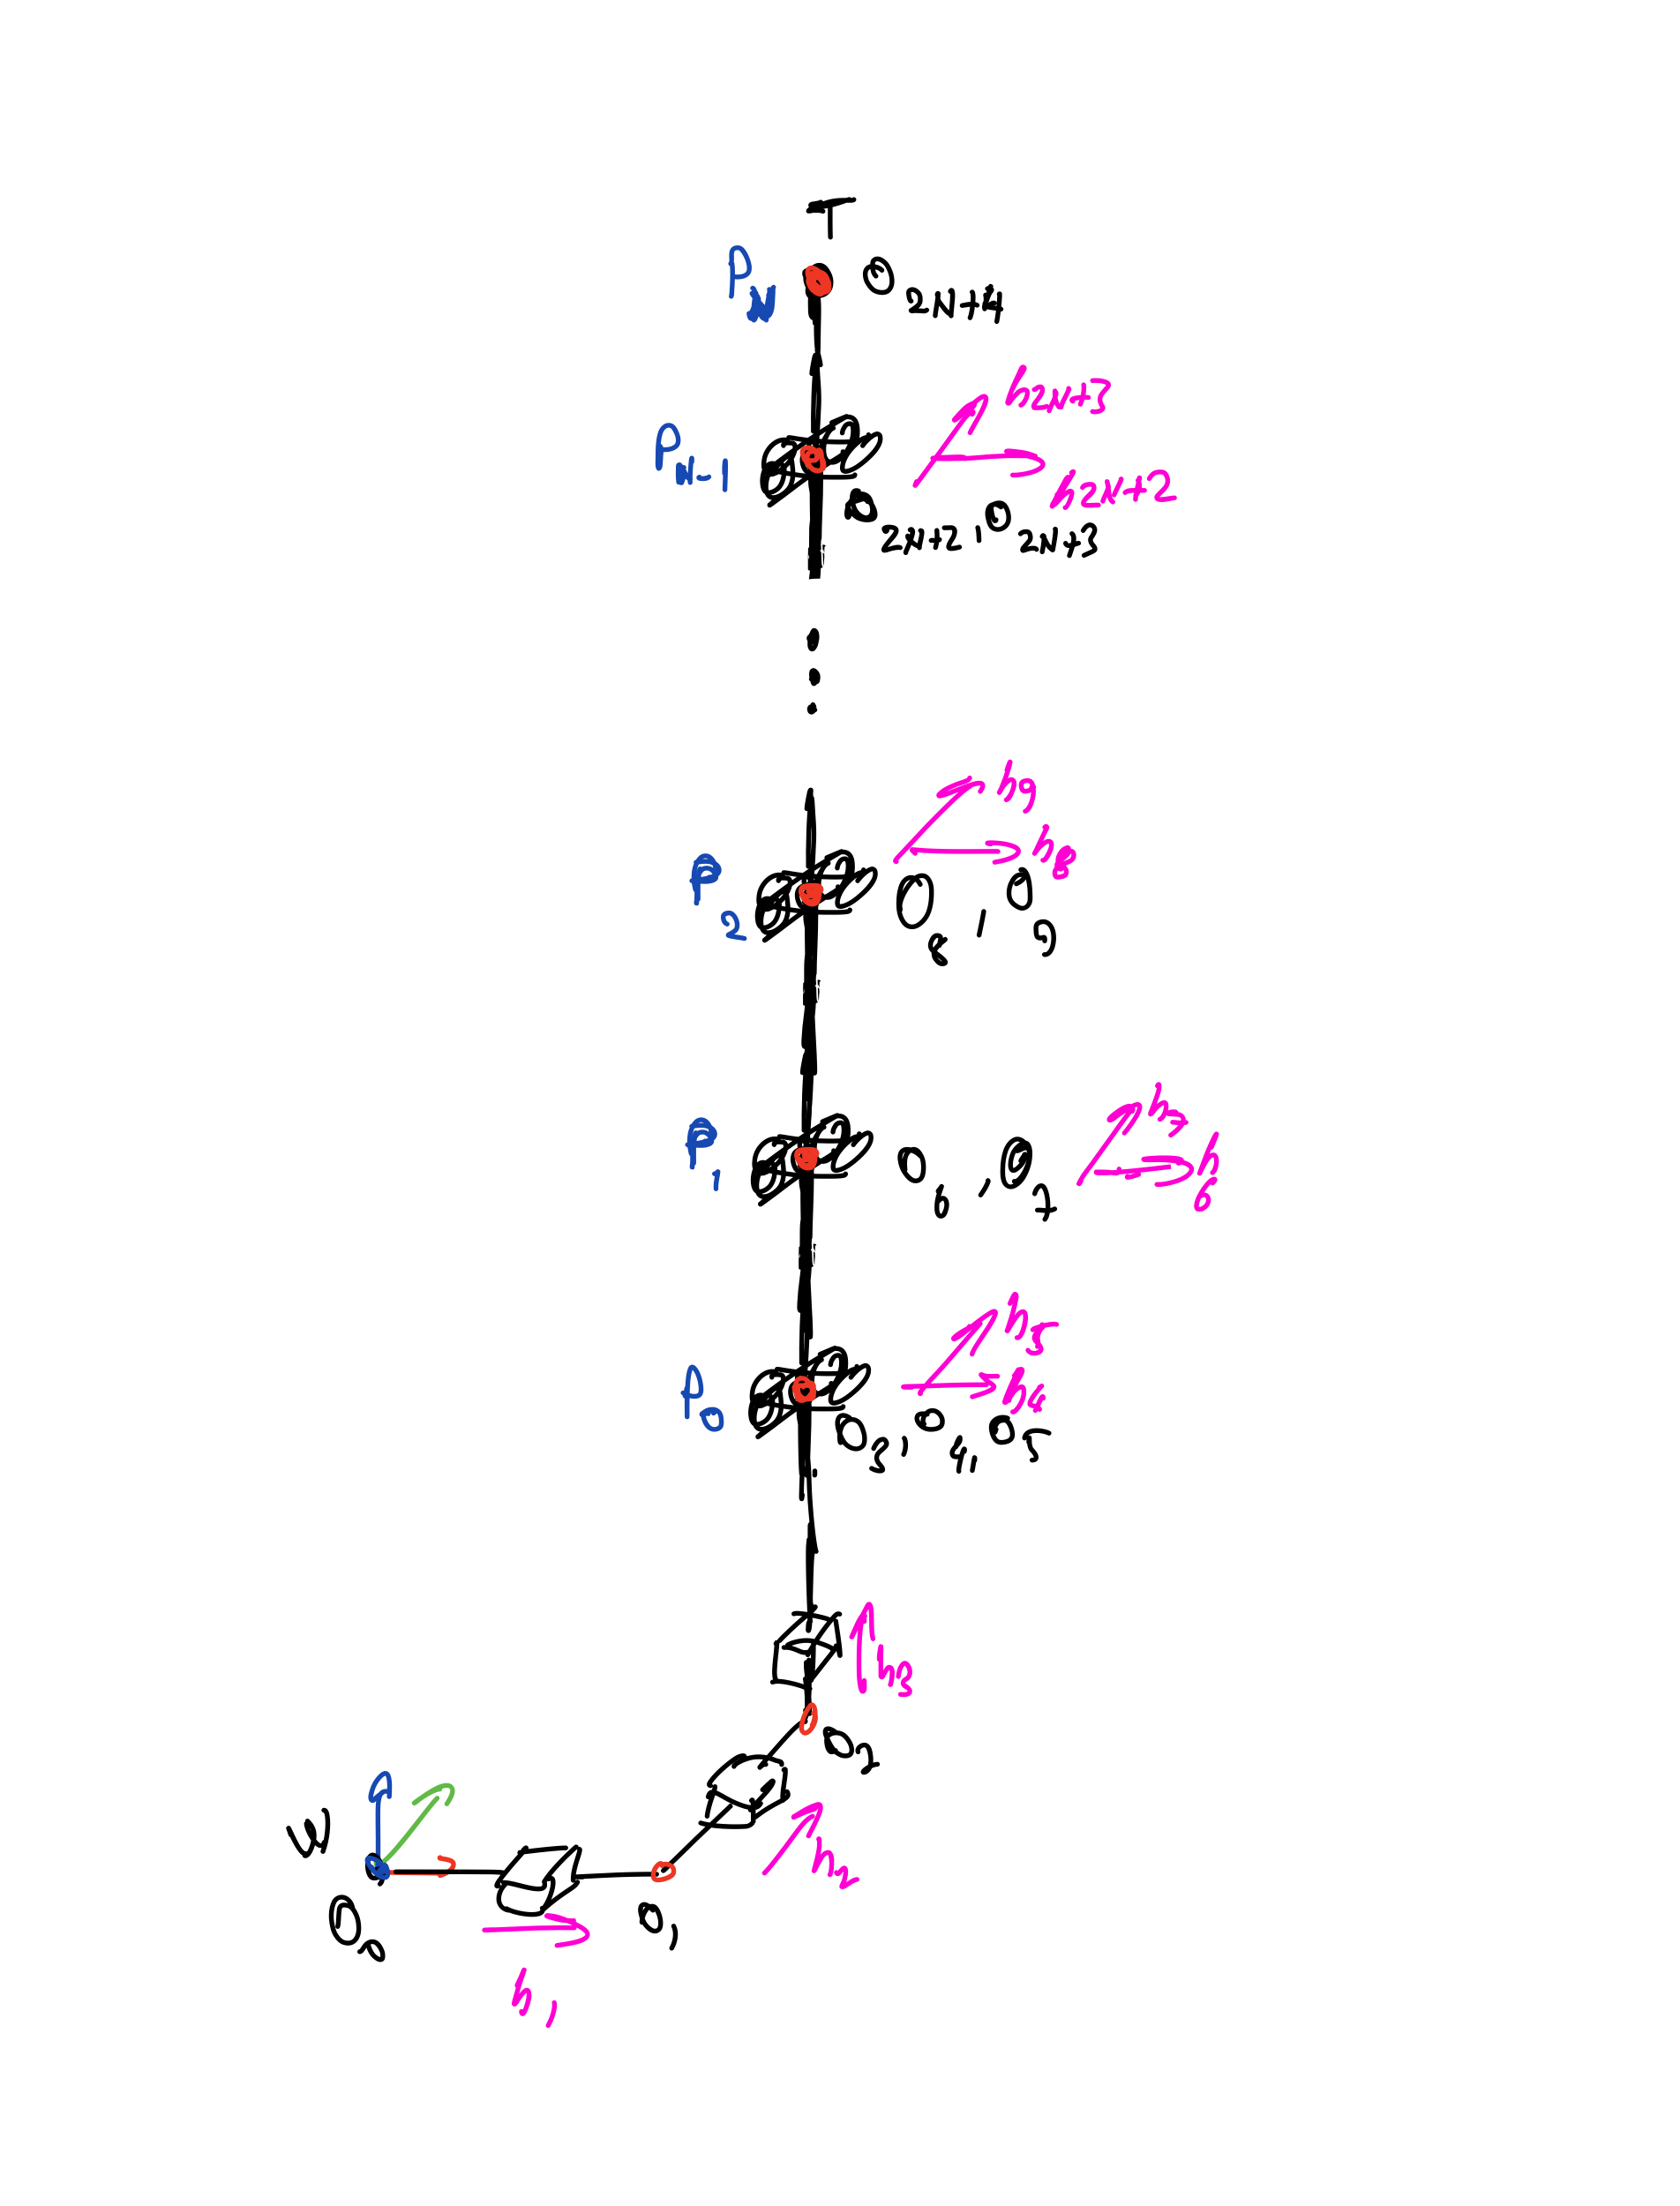 T
P_N O_{2N+4}
h_{2N+3}
P_{N-1} h_{2N+2}
O_{2N+2}, O_{2N+3}
h_9
h_8
P_2 O_8, O_9
h_7
P_1 O_6, O_7 h_6
h_5
P_0 h_4
O_3, O_4, O_5
h_3
O_2
W
h_2
O_0 O_1
h_1